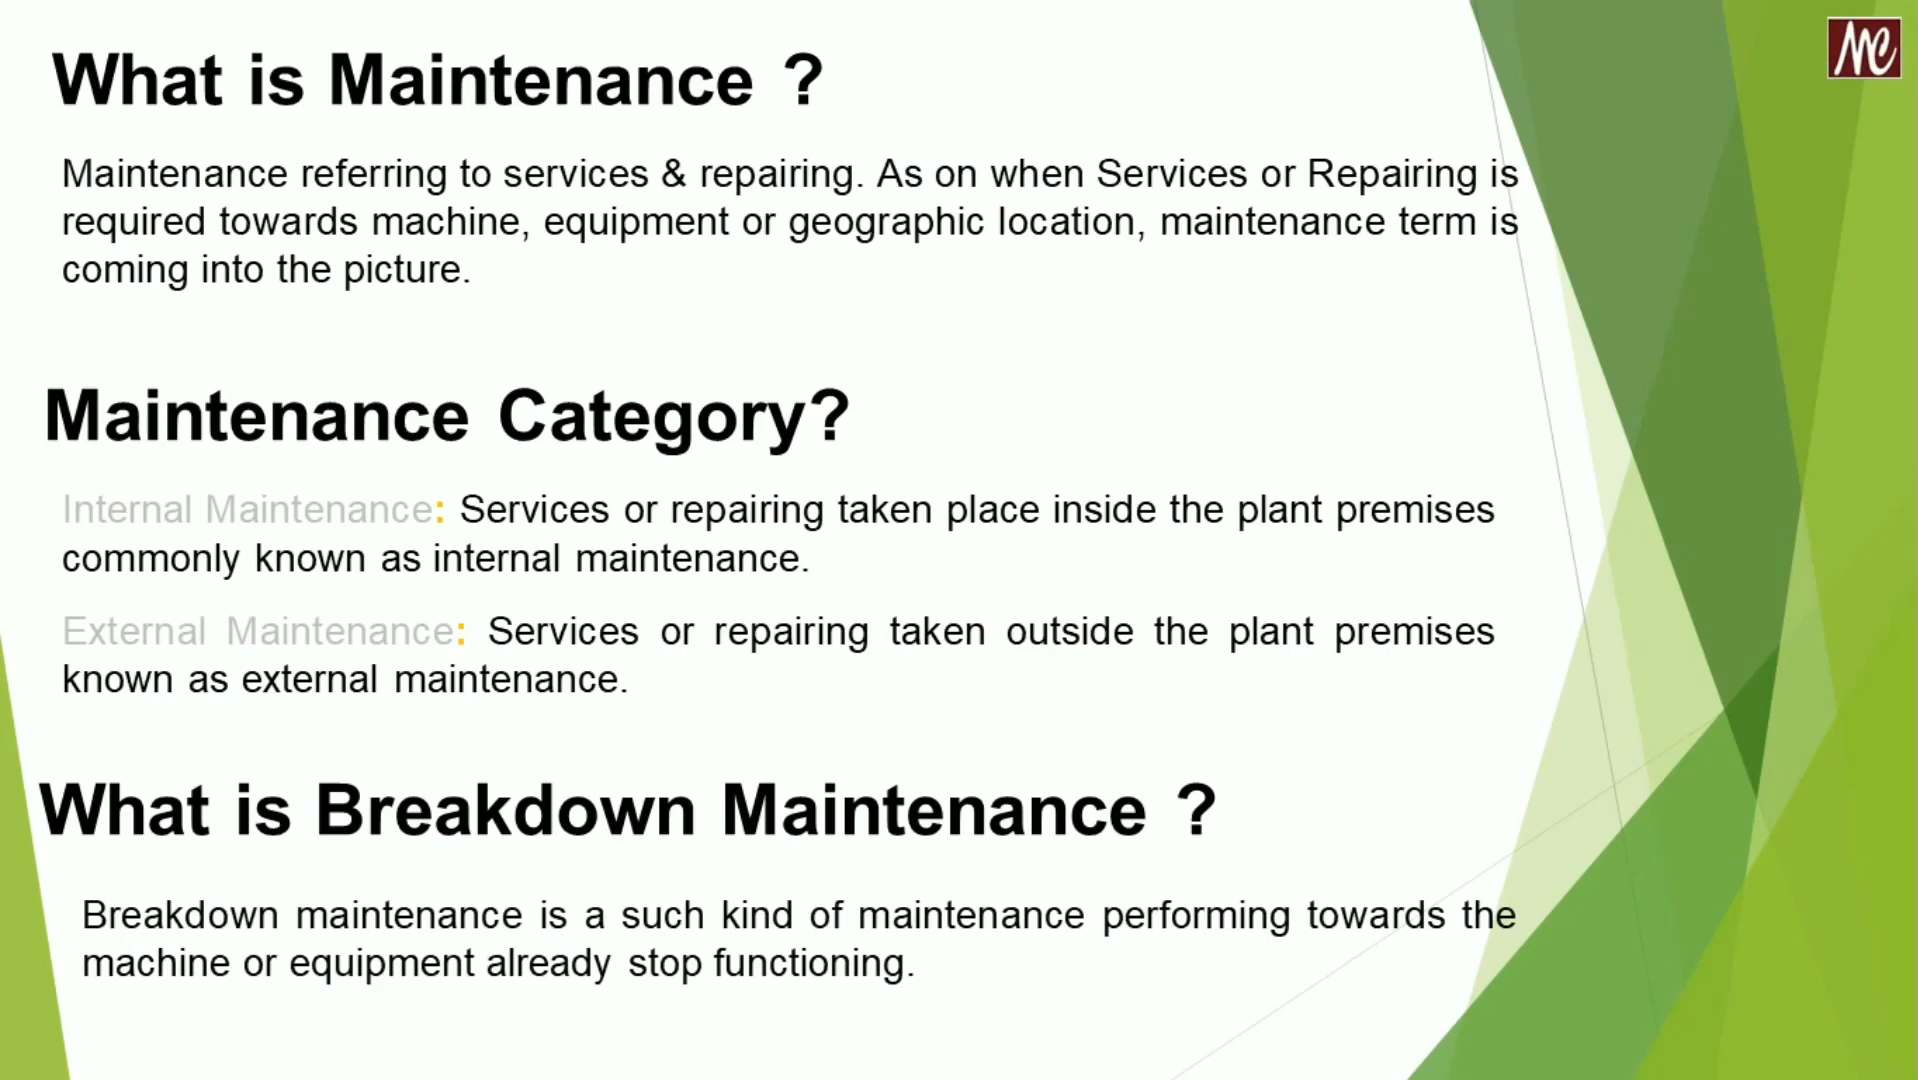 What is Maintenance ?
Maintenance referring to services & repairing. As on when Services or Repairing is
required towards machine, equipment or geographic location, maintenance term is
coming into the picture.
Maintenance Category?
Internal Maintenance: Services or repairing taken place inside the plant premises
commonly known as internal maintenance.
External Maintenance: Services or repairing taken outside the plant premises
known as external maintenance.
What is Breakdown Maintenance ?
Breakdown maintenance is a such kind of maintenance performing towards the
machine or equipment already stop functioning.